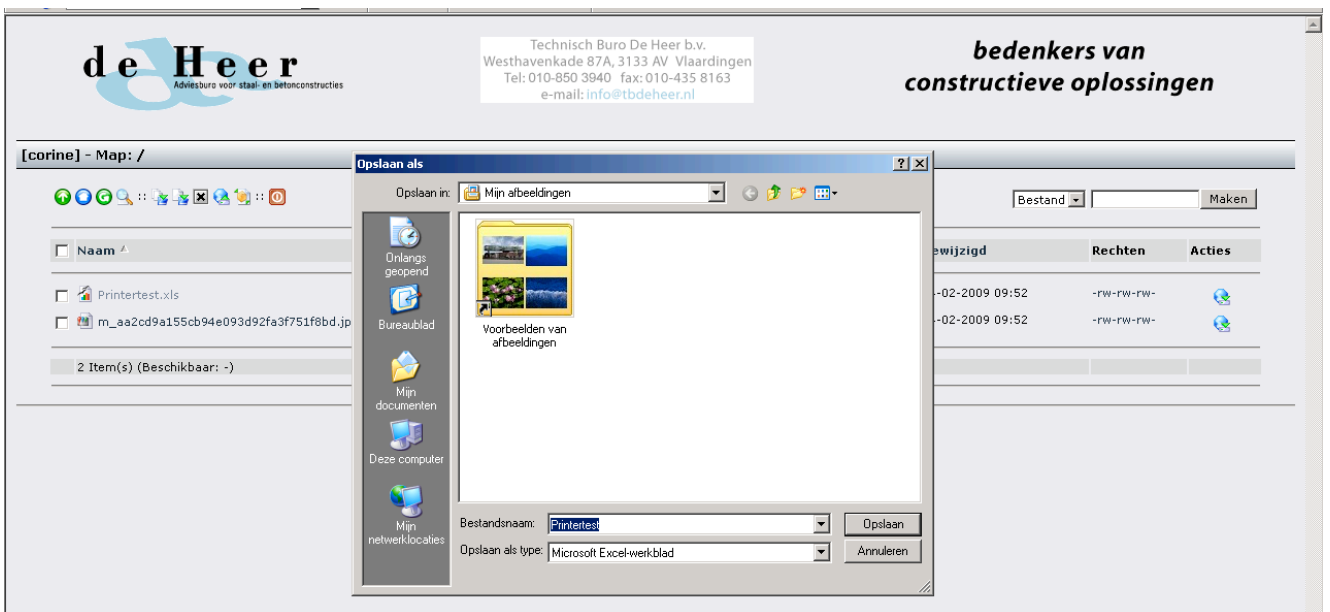 de Heer
Adviesburo voor staal- en betonconstructies
Technisch Buro De Heer b.v.
Westhavenkade 87A, 3133 AV Vlaardingen
Tel: 010-850 3940 fax: 010-435 8163
e-mail: info@tbdeheer.nl
bedenkers van
constructieve oplossingen
[corine] - Map: /
Bestand
Maken
Naam
ewijzigd
Rechten
Acties
Printertest.xls
-02-2009 09:52
-rw-rw-rw-
m_aa2cd9a155cb94e093d92fa3f751f8bd.jp
-02-2009 09:52
-rw-rw-rw-
2 Item(s) (Beschikbaar: -)
Opslaan als
Opslaan in:
Mijn afbeeldingen
Onlangs
geopend
Bureaublad
Mijn
documenten
Deze computer
Mijn
netwerklocaties
Voorbeelden van
afbeeldingen
Bestandsnaam:
Printertest
Opslaan
Opslaan als type:
Microsoft Excel-werkblad
Annuleren